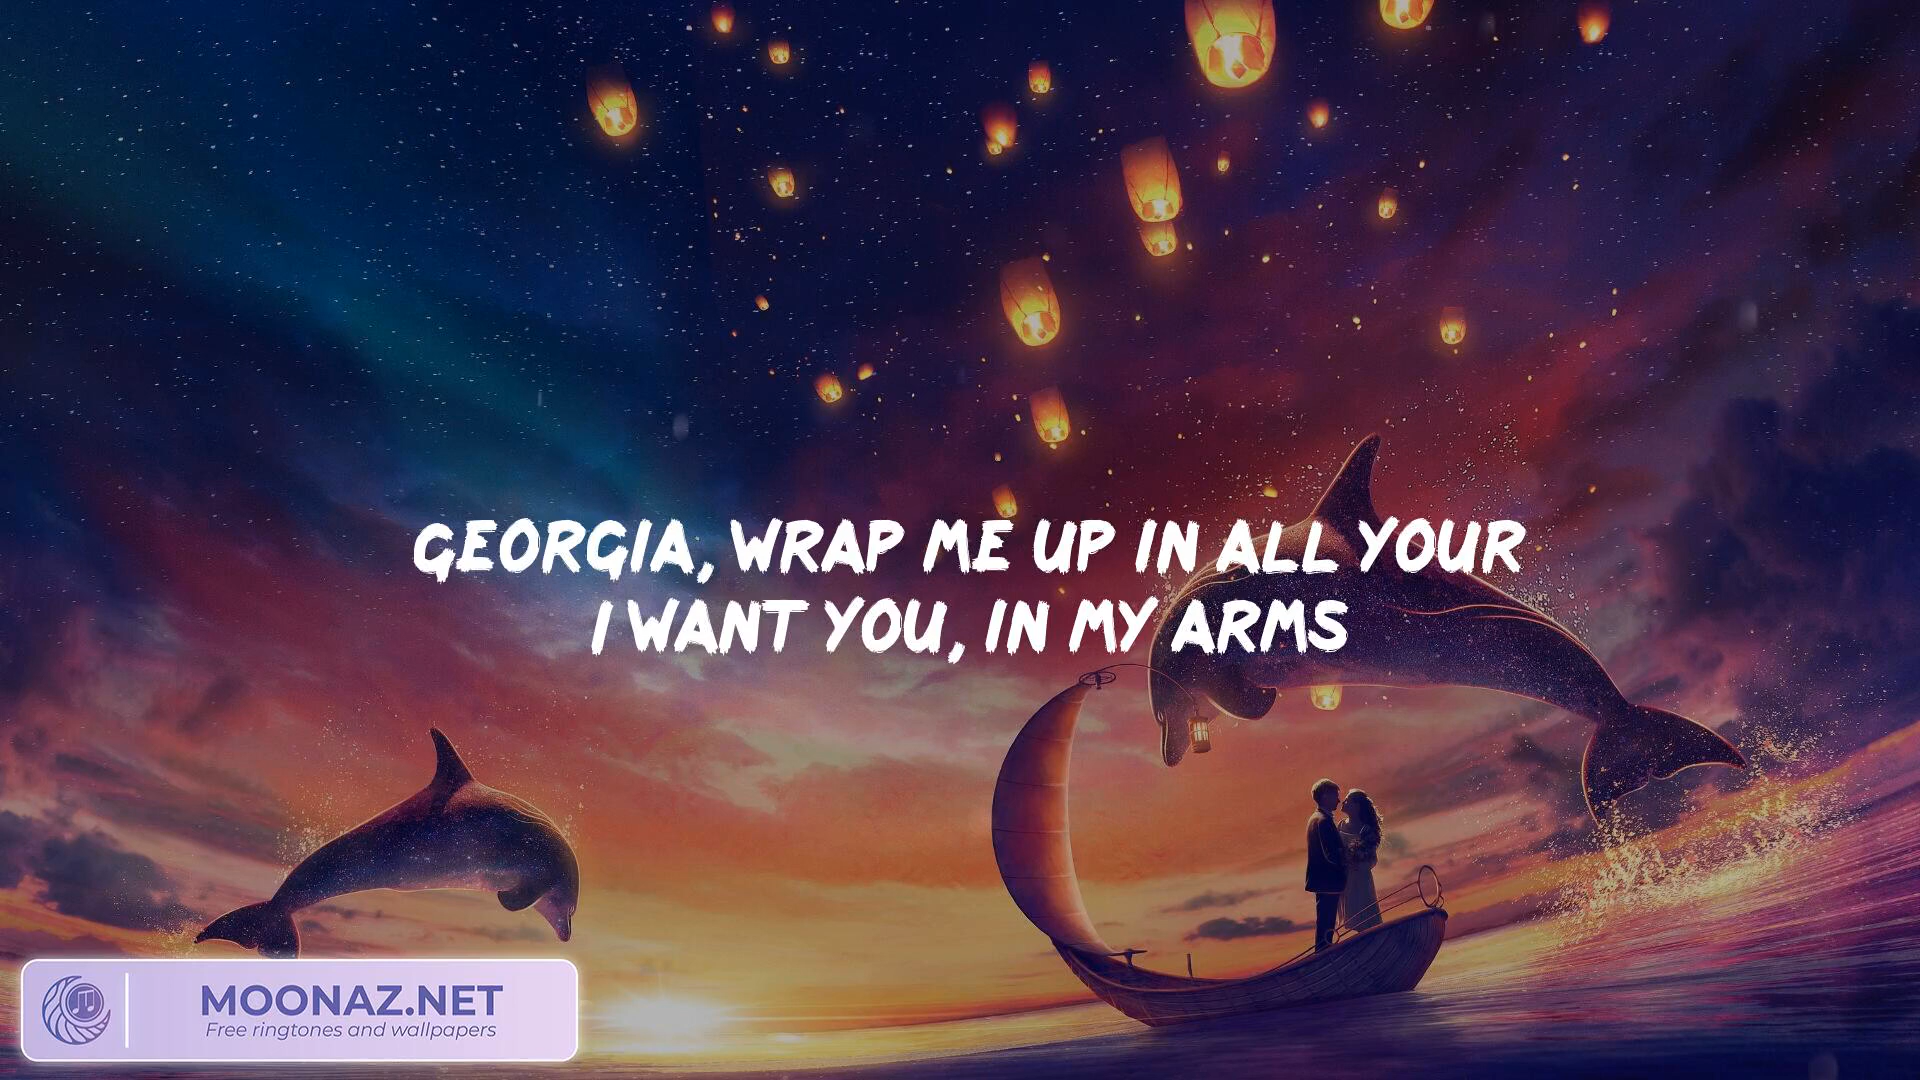 GEORGIA, WRAP ME UP IN ALL YOUR
I WANT YOU, IN MY ARMS
MOONAZ.NET
Free ringtones and wallpapers